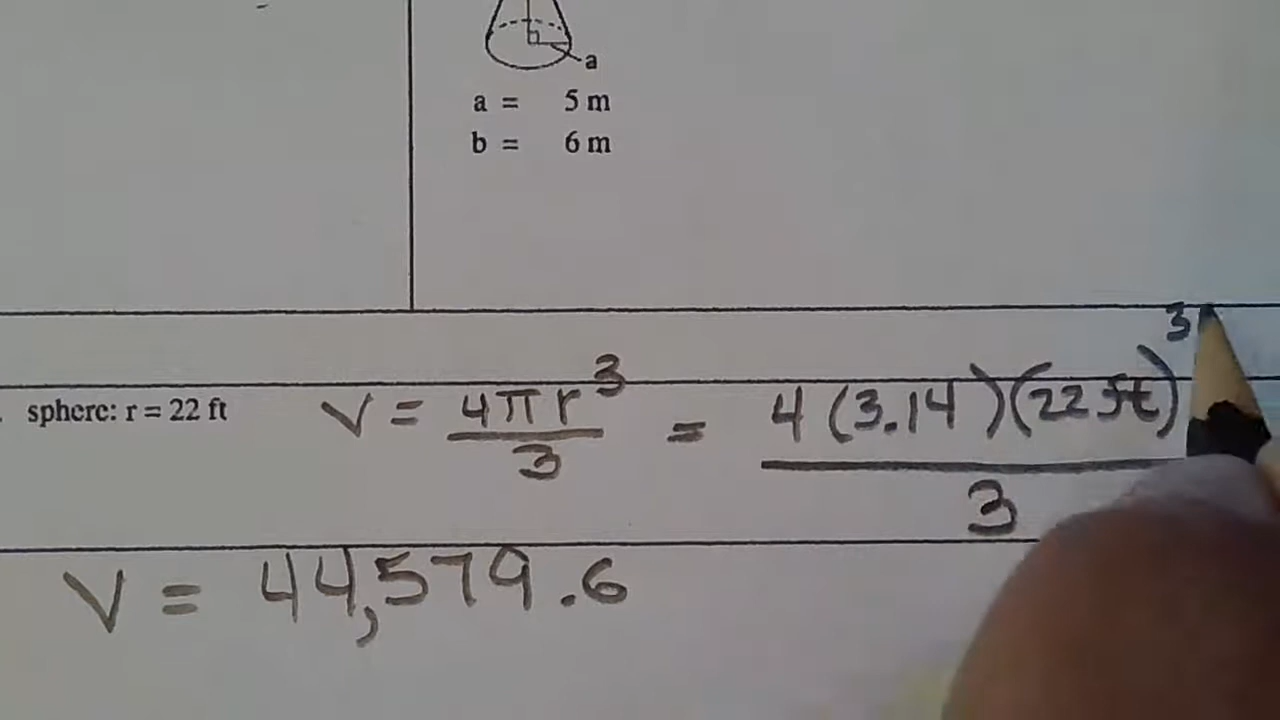 a
a = 5 m
b = 6 m
sphere: r = 22 ft V = 4πr³/3 = 4(3.14)(22 ft)³/3
V = 44,579.6